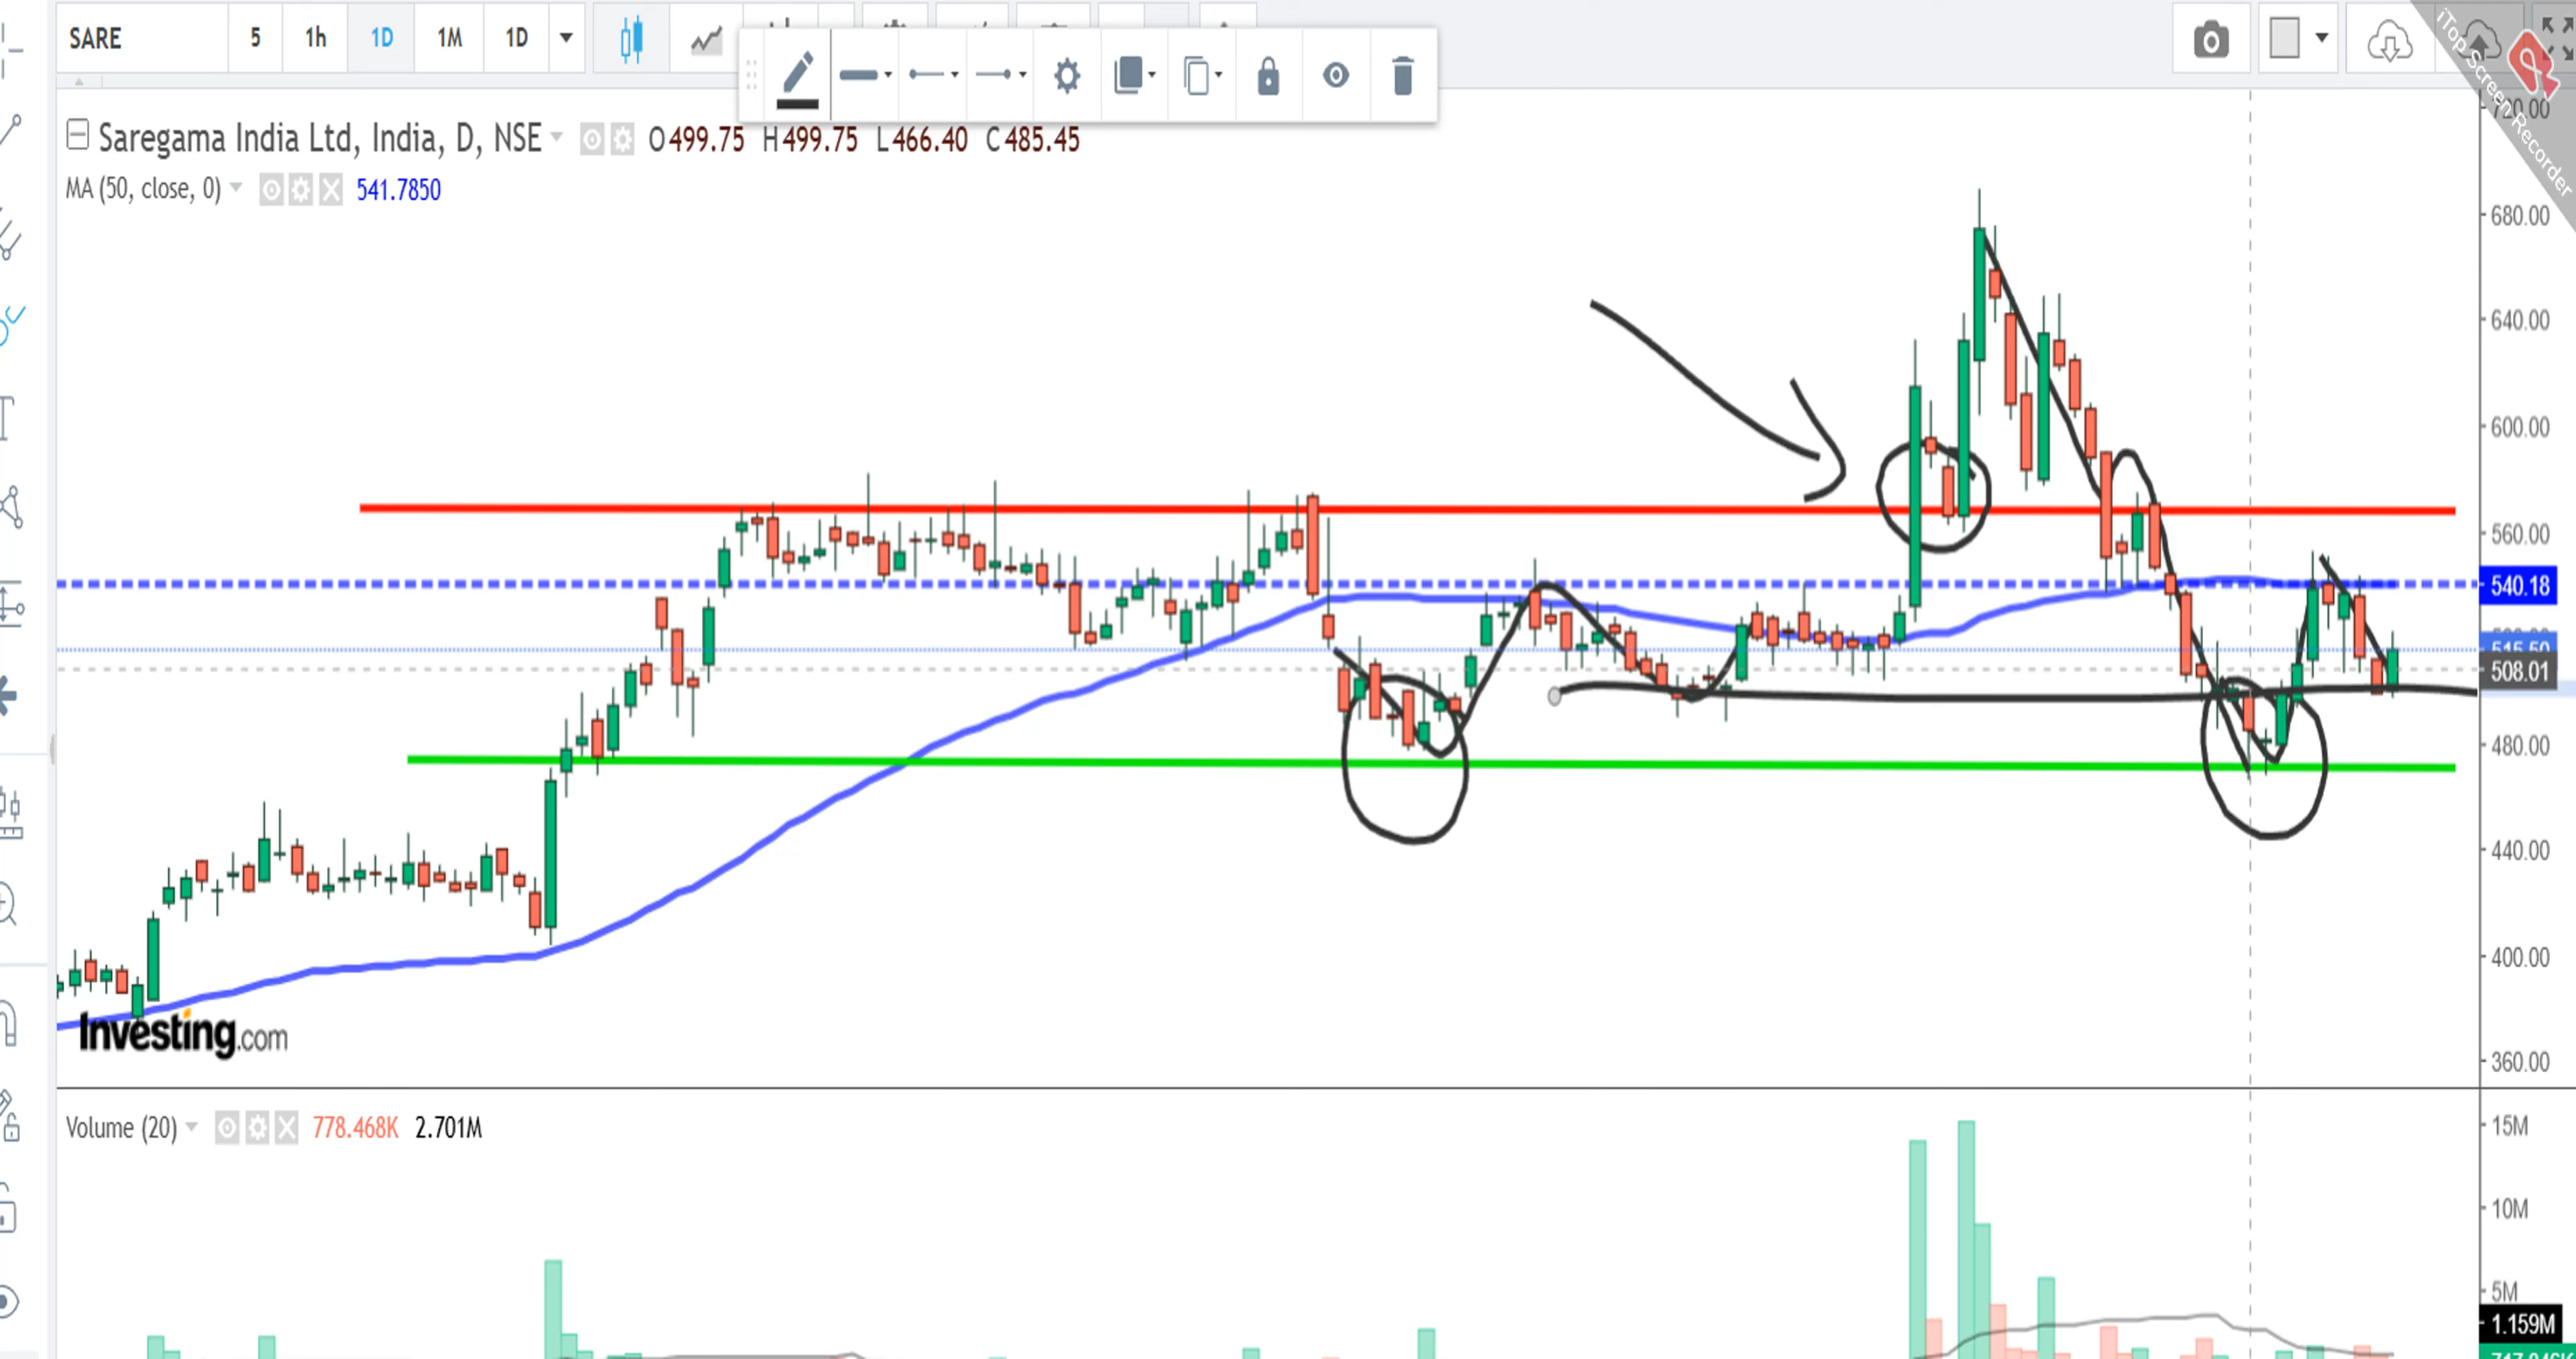 SARE 5 1h 1D 1M 1D
iTop Screen Recorder
Saregama India Ltd, India, D, NSE O499.75 H499.75 L466.40 C485.45
MA (50, close, 0) 541.7850
720.00
680.00
640.00
600.00
560.00
540.18
515.50
508.01
480.00
440.00
400.00
360.00
Investing.com
Volume (20) 778.468K 2.701M
15M
10M
5M
1.159M